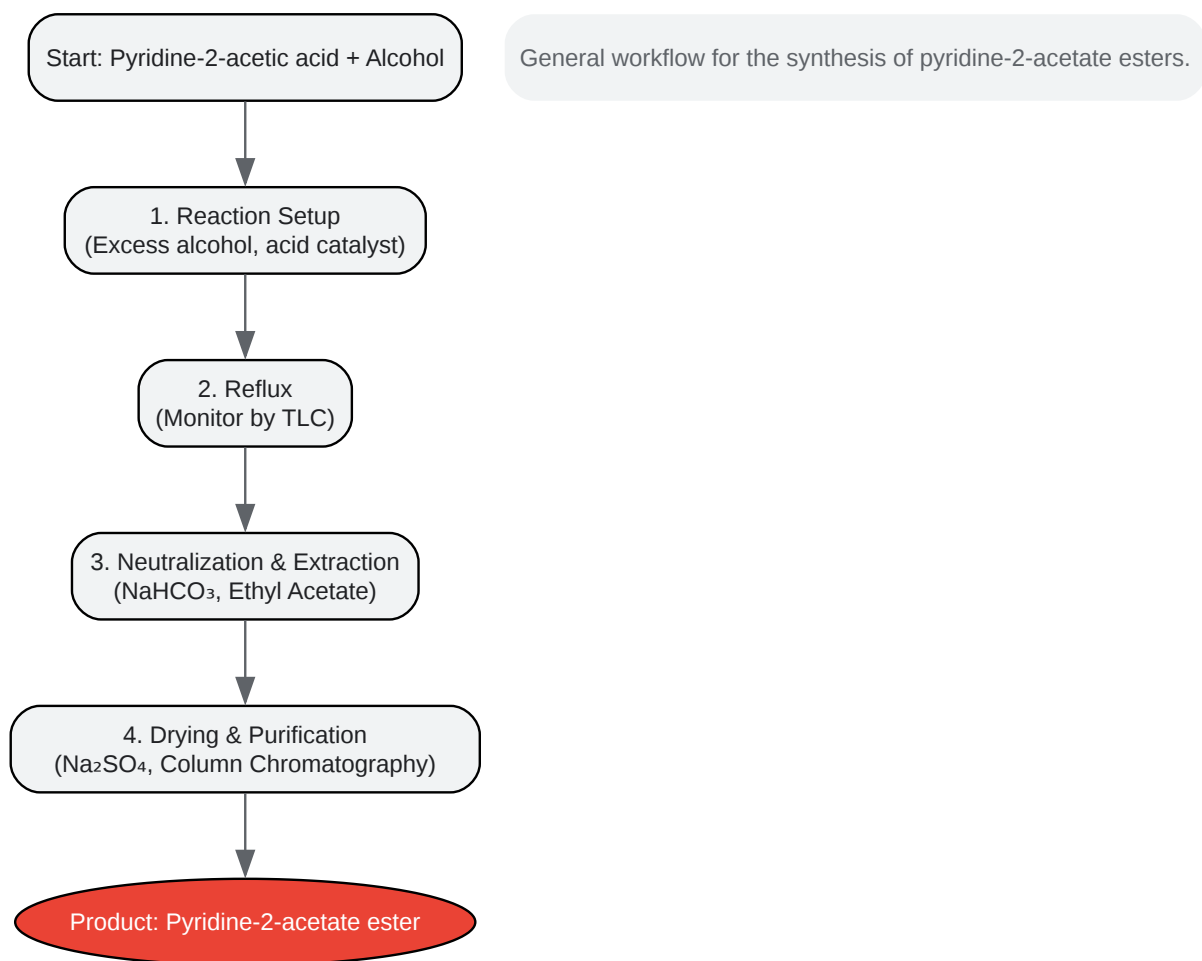 Start: Pyridine-2-acetic acid + Alcohol
General workflow for the synthesis of pyridine-2-acetate esters.
1. Reaction Setup
(Excess alcohol, acid catalyst)
2. Reflux
(Monitor by TLC)
3. Neutralization & Extraction
(NaHCO₃, Ethyl Acetate)
4. Drying & Purification
(Na₂SO₄, Column Chromatography)
Product: Pyridine-2-acetate ester